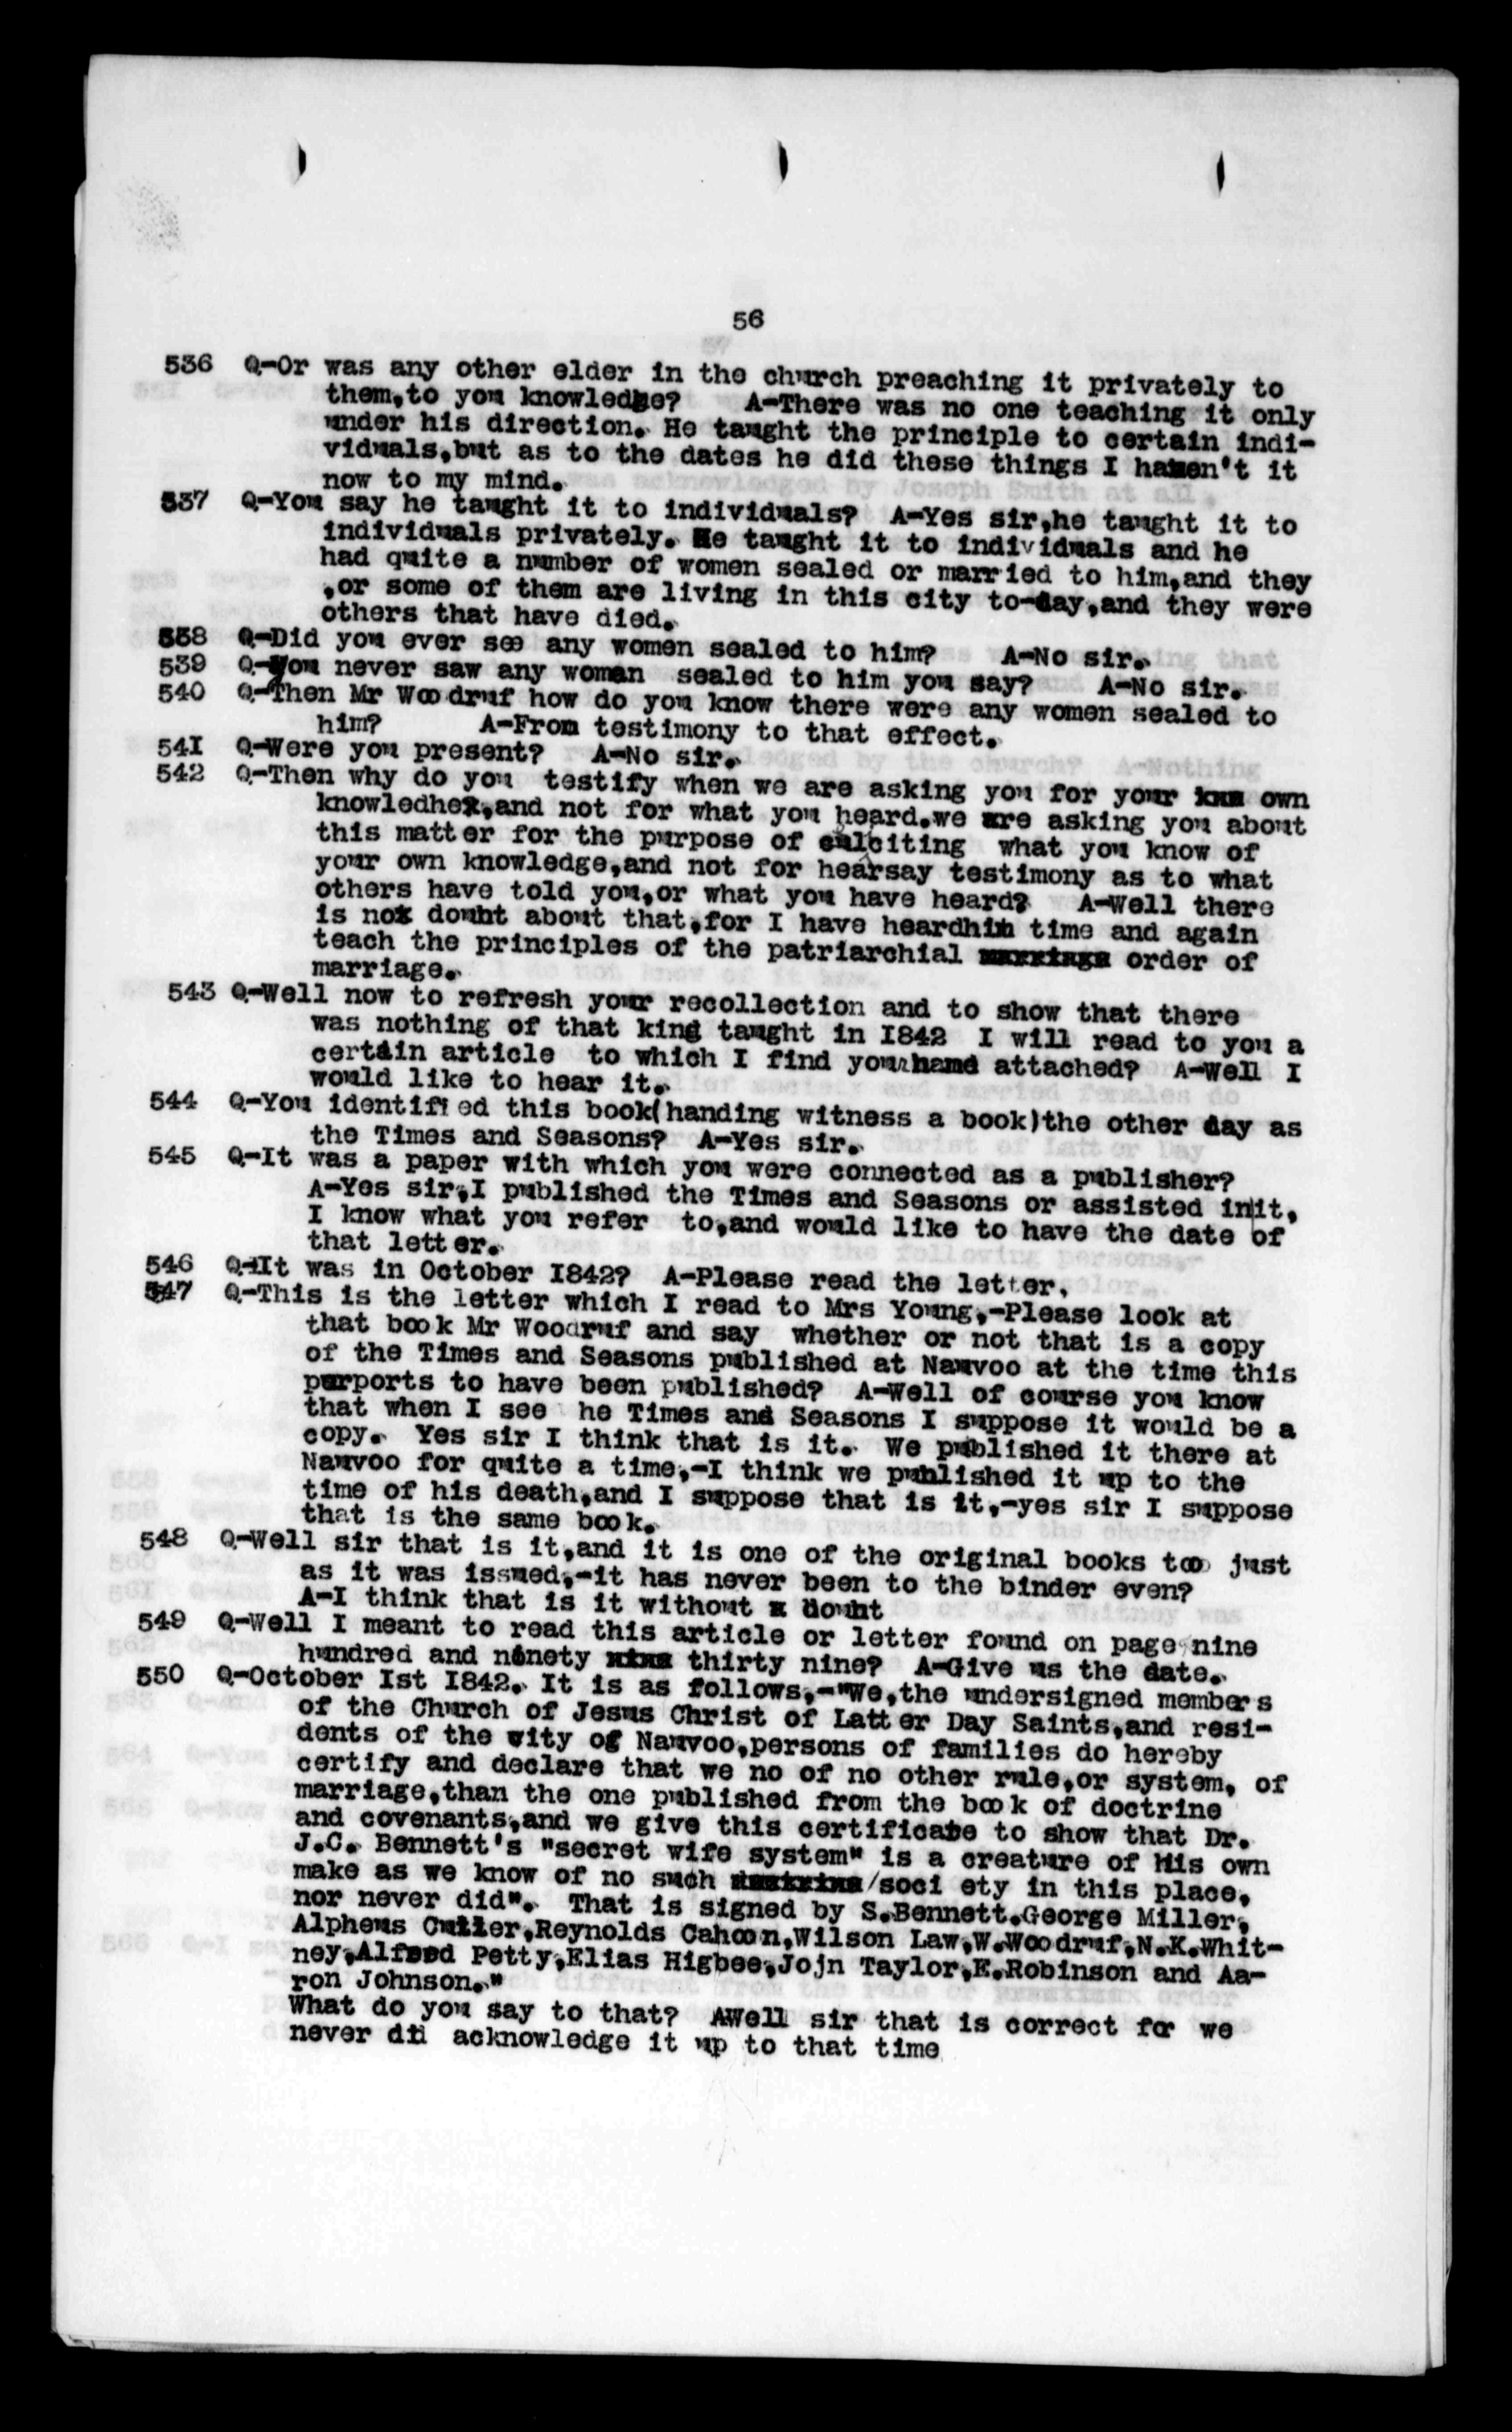 56
536 Q-Or was any other elder in the church preaching it privately to
them,to you knowledge? A-There was no one teaching it only
under his direction. He taught the principle to certain indi-
viduals,but as to the dates he did these things I haven't it
now to my mind.
537 Q-You say he taught it to individuals? A-Yes sir,he taught it to
individuals privately. He taught it to individuals and he
had quite a number of women sealed or married to him,and they
,or some of them are living in this city to-day,and they were
others that have died.
538 Q-Did you ever see any women sealed to him? A-No sir.
539 Q-You never saw any woman sealed to him you say? A-No sir.
540 Q-Then Mr Woodruf how do you know there were any women sealed to
him? A-From testimony to that effect.
541 Q-Were you present? A-No sir.
542 Q-Then why do you testify when we are asking you for your own
knowledhe,and not for what you heard.we are asking you about
this matter for the purpose of eliciting what you know of
your own knowledge,and not for hearsay testimony as to what
others have told you,or what you have heard? A-Well there
is no doubt about that,for I have heardhim time and again
teach the principles of the patriarchial order of
marriage.
543 Q-Well now to refresh your recollection and to show that there
was nothing of that kind taught in I842 I will read to you a
certain article to which I find your name attached? A-Well I
would like to hear it.
544 Q-You identified this book(handing witness a book)the other day as
the Times and Seasons? A-Yes sir.
545 Q-It was a paper with which you were connected as a publisher?
A-Yes sir,I published the Times and Seasons or assisted in it,
I know what you refer to,and would like to have the date of
that letter.
546 Q-It was in October I842? A-Please read the letter.
547 Q-This is the letter which I read to Mrs Young,-Please look at
that book Mr Woodruf and say whether or not that is a copy
of the Times and Seasons published at Nauvoo at the time this
purports to have been published? A-Well of course you know
that when I see he Times and Seasons I suppose it would be a
copy. Yes sir I think that is it. We published it there at
Nauvoo for quite a time,-I think we published it up to the
time of his death,and I suppose that is it,-yes sir I suppose
that is the same book.
548 Q-Well sir that is it,and it is one of the original books too just
as it was issued,-it has never been to the binder even?
A-I think that is it without a doubt
549 Q-Well I meant to read this article or letter found on page nine
hundred and ninety thirty nine? A-Give us the date.
550 Q-October Ist I842. It is as follows,-"We,the undersigned members
of the Church of Jesus Christ of Latter Day Saints,and resi-
dents of the city of Nauvoo,persons of families do hereby
certify and declare that we no of no other rule,or system, of
marriage,than the one published from the book of doctrine
and covenants,and we give this certificate to show that Dr.
J.C. Bennett's "secret wife system" is a creature of his own
make as we know of no such /soci ety in this place,
nor never did". That is signed by S.Bennett.George Miller,
Alpheus Cutler,Reynolds Cahoon,Wilson Law,W.Woodruf,N.K.Whit-
ney,Alfred Petty,Elias Higbee,Jojn Taylor,E.Robinson and Aa-
ron Johnson."
What do you say to that? AWell sir that is correct for we
never did acknowledge it up to that time